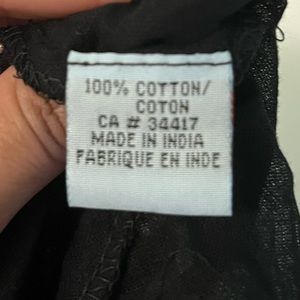 100% COTTON/
COTON
CA # 34417
MADE IN INDIA
FABRIQUE EN INDE